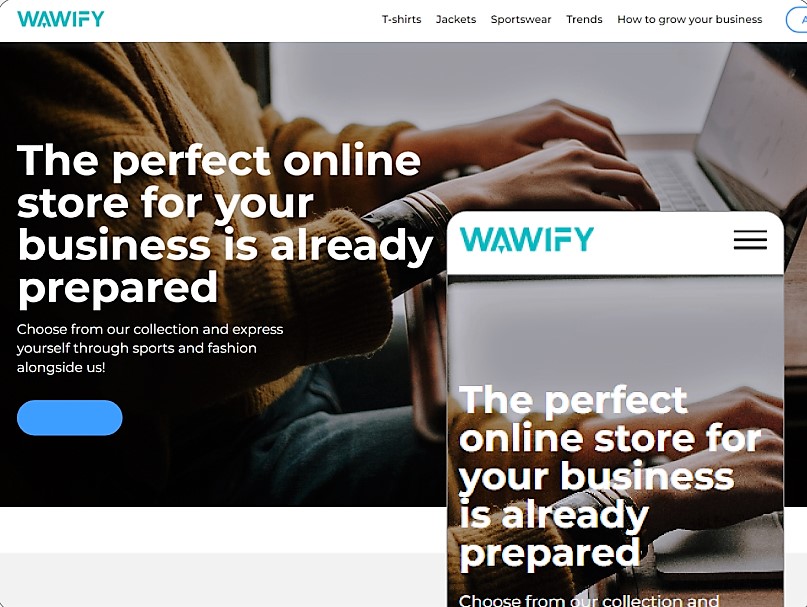 WAWIFY
T-shirts Jackets Sportswear Trends How to grow your business
The perfect online
store for your
business is already
prepared
Choose from our collection and express
yourself through sports and fashion
alongside us!
WAWIFY
The perfect
online store for
your business
is already
prepared
Choose from our collection and